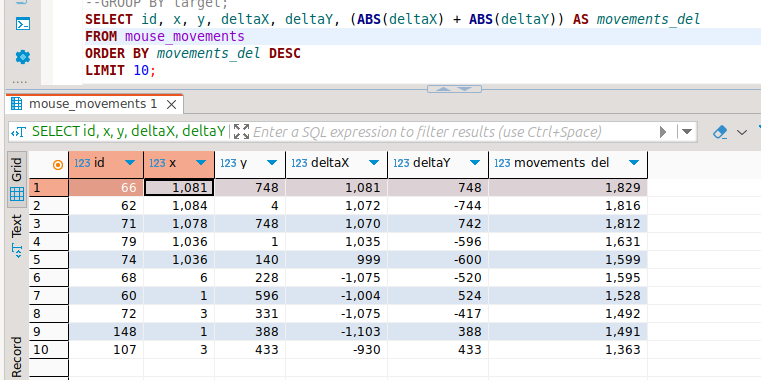 --GROUP BY target;
SELECT id, x, y, deltaX, deltaY, (ABS(deltaX) + ABS(deltaY)) AS movements_del
FROM mouse_movements
ORDER BY movements_del DESC
LIMIT 10;
mouse_movements 1
SELECT id, x, y, deltaX, deltaY Enter a SQL expression to filter results (use Ctrl+Space)
Grid
Text
Record
123 id 123 x 123 y 123 deltaX 123 deltaY 123 movements_del
1 66 1,081 748 1,081 748 1,829
2 62 1,084 4 1,072 -744 1,816
3 71 1,078 748 1,070 742 1,812
4 79 1,036 1 1,035 -596 1,631
5 74 1,036 140 999 -600 1,599
6 68 6 228 -1,075 -520 1,595
7 60 1 596 -1,004 524 1,528
8 72 3 331 -1,075 -417 1,492
9 148 1 388 -1,103 388 1,491
10 107 3 433 -930 433 1,363